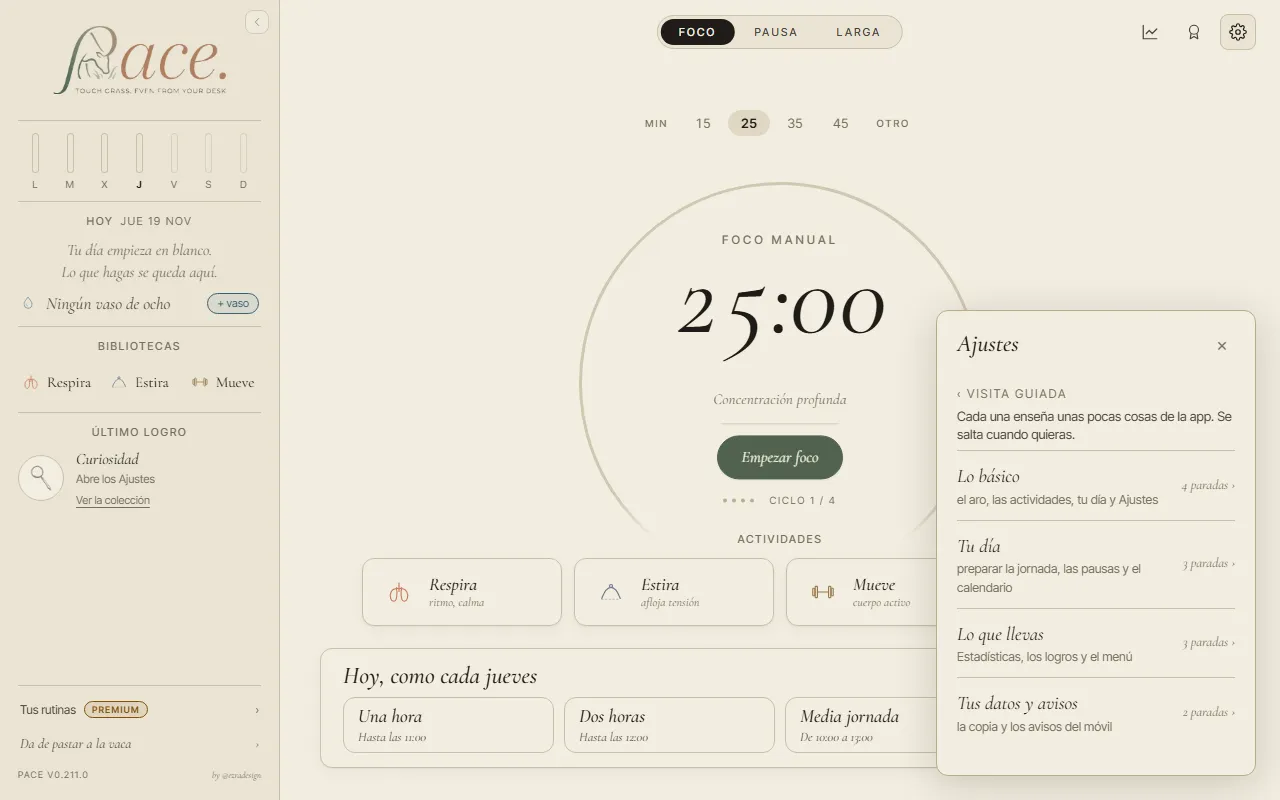 Pace.
TOUCH GRASS. EVEN FROM YOUR DESK
L M X J V S D
HOY JUE 19 NOV
Tu día empieza en blanco.
Lo que hagas se queda aquí.
Ningún vaso de ocho
+ vaso
BIBLIOTECAS
Respira
Estira
Mueve
ÚLTIMO LOGRO
Curiosidad
Abre los Ajustes
Ver la colección
Tus rutinas
PREMIUM
›
Da de pastar a la vaca
›
PACE V0.211.0
by @ezradesign
FOCO PAUSA LARGA
MIN 15 25 35 45 OTRO
FOCO MANUAL
25:00
Concentración profunda
Empezar foco
CICLO 1 / 4
ACTIVIDADES
Respira
ritmo, calma
Estira
afloja tensión
Mueve
cuerpo activo
Hoy, como cada jueves
Una hora
Hasta las 11:00
Dos horas
Hasta las 12:00
Media jornada
De 10:00 a 13:00
Ajustes
×
‹ VISITA GUIADA
Cada una enseña unas pocas cosas de la app. Se
salta cuando quieras.
Lo básico
el aro, las actividades, tu día y Ajustes
4 paradas ›
Tu día
preparar la jornada, las pausas y el
calendario
3 paradas ›
Lo que llevas
Estadísticas, los logros y el menú
3 paradas ›
Tus datos y avisos
la copia y los avisos del móvil
2 paradas ›